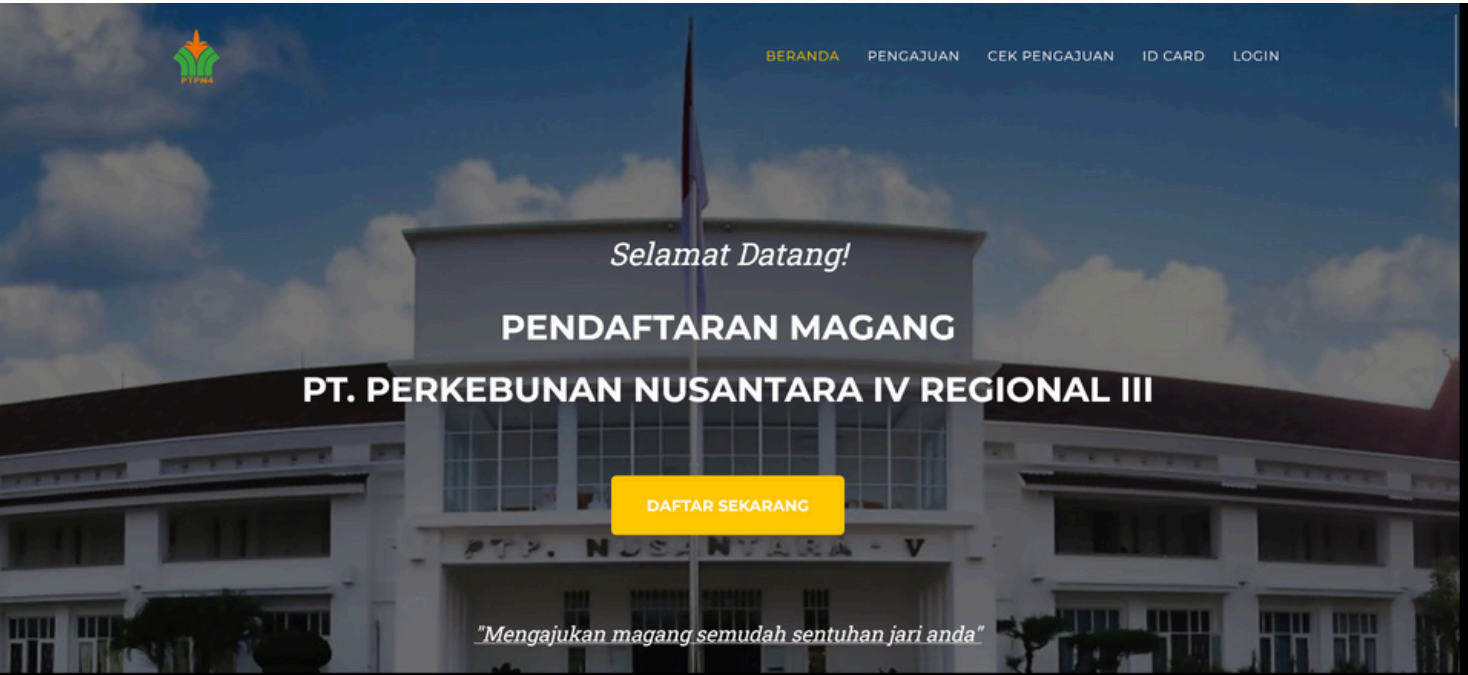 PTPN4
BERANDA PENGAJUAN CEK PENGAJUAN ID CARD LOGIN
Selamat Datang!
PENDAFTARAN MAGANG
PT. PERKEBUNAN NUSANTARA IV REGIONAL III
DAFTAR SEKARANG
PTP. NUSANTARA - V
"Mengajukan magang semudah sentuhan jari anda"